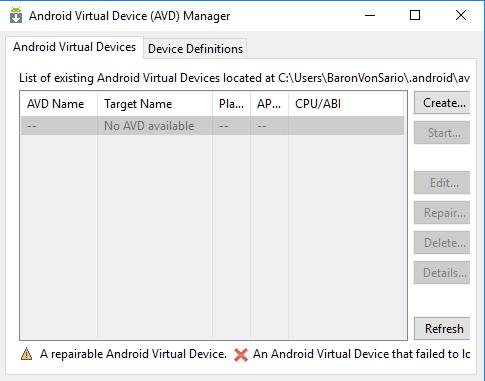 Android Virtual Device (AVD) Manager
Android Virtual Devices Device Definitions
List of existing Android Virtual Devices located at C:\Users\BaronVonSario\.android\av
AVD Name Target Name Pla... AP... CPU/ABI
-- No AVD available -- --
Create...
Start...
Edit...
Repair...
Delete...
Details...
Refresh
A repairable Android Virtual Device. An Android Virtual Device that failed to lo